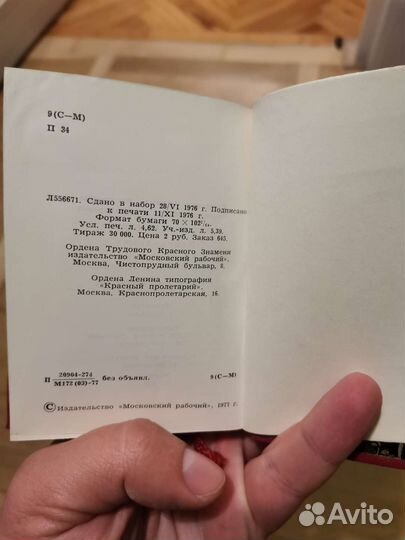 9 (С—М)
П 34
Л556671. Сдано в набор 28/VI 1976 г. Подписано
к печати 11/XI 1976 г.
Формат бумаги 70 × 102¹/₃₂.
Усл. печ. л. 4,62. Уч.-изд. л. 5,39.
Тираж 30 000. Цена 2 руб. Заказ 645.
Ордена Трудового Красного Знамени
издательство «Московский рабочий».
Москва, Чистопрудный бульвар, 8.
Ордена Ленина типография
«Красный пролетарий».
Москва, Краснопролетарская, 16.
П 20904-274 без объявл. 9 (С—М)
М172 (03)-77
© Издательство «Московский рабочий», 1977 г.
Avito